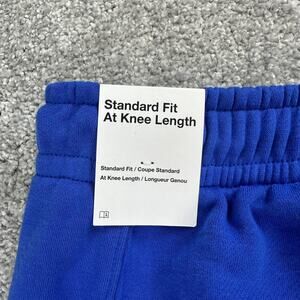 Standard Fit
At Knee Length
Standard Fit / Coupe Standard
At Knee Length / Longueur Genou